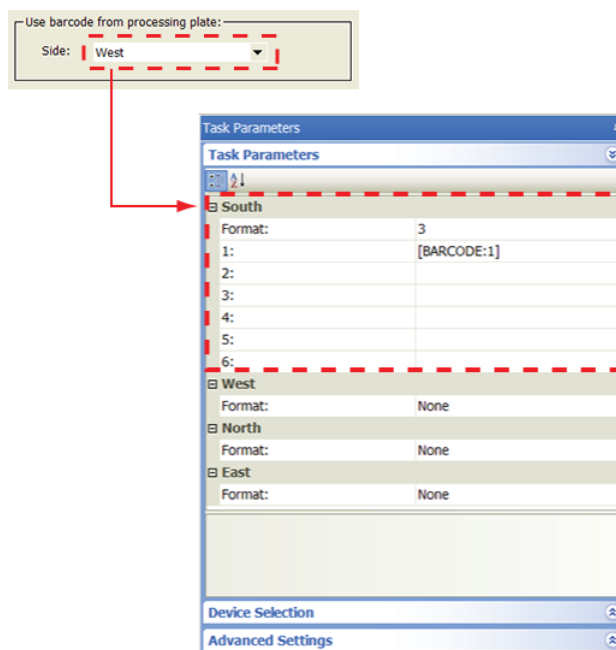 Use barcode from processing plate:
Side: West
Task Parameters
Task Parameters
South
Format: 3
1: [BARCODE:1]
2:
3:
4:
5:
6:
West
Format: None
North
Format: None
East
Format: None
Device Selection
Advanced Settings